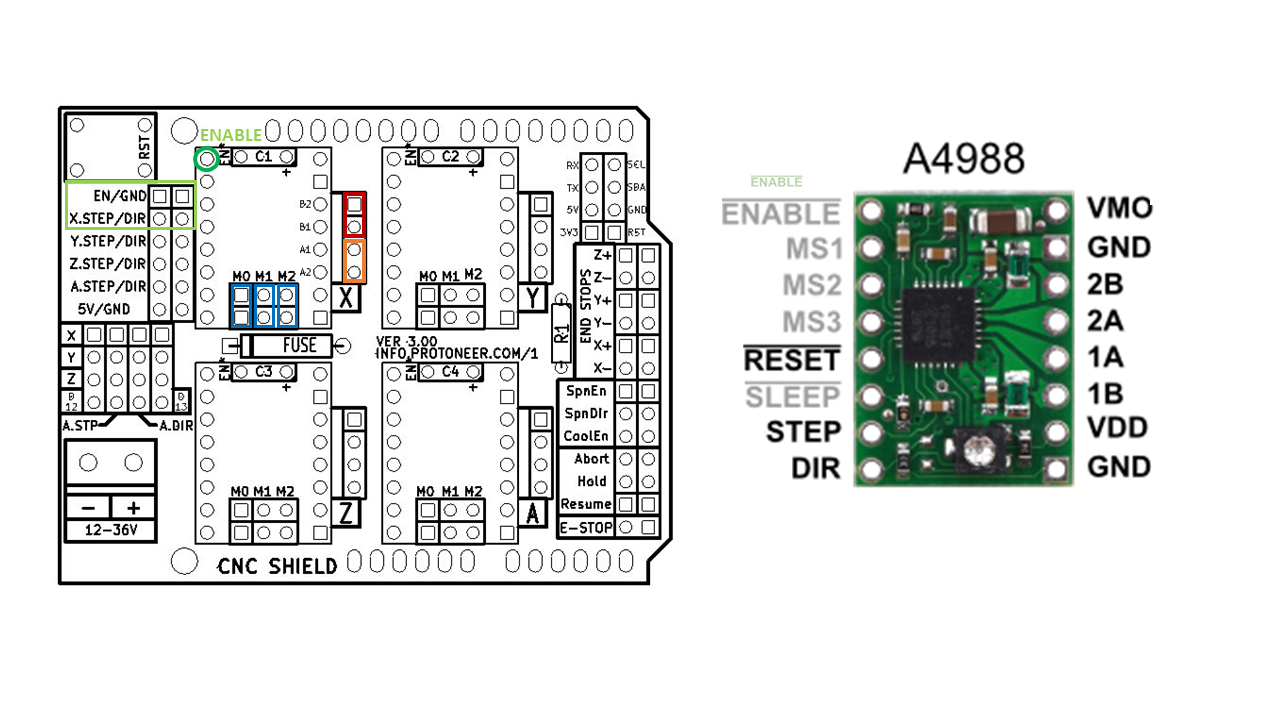 A4988
ENABLE
RST
EN*
C1
+
EN*
C2
+
RX SCL
TX SDA
5V GND
3V3 RST
EN/GND
X.STEP/DIR
Y.STEP/DIR
Z.STEP/DIR
A.STEP/DIR
5V/GND
B2
B1
A1
A2
M0 M1 M2
X
M0 M1 M2
Y
R1
END STOPS
Z+
Z-
Y+
Y-
X+
X-
X
Y
Z
D12
D13
A.STP
A.DIR
FUSE
VER 3.00
INFO.PROTONEER.COM/1
EN*
C3
+
EN*
C4
+
SpnEn
SpnDir
CoolEn
Abort
Hold
Resume
E-STOP
M0 M1 M2
Z
M0 M1 M2
A
- +
12-36V
CNC SHIELD
ENABLE
ENABLE
MS1
MS2
MS3
RESET
SLEEP
STEP
DIR
VMO
GND
2B
2A
1A
1B
VDD
GND